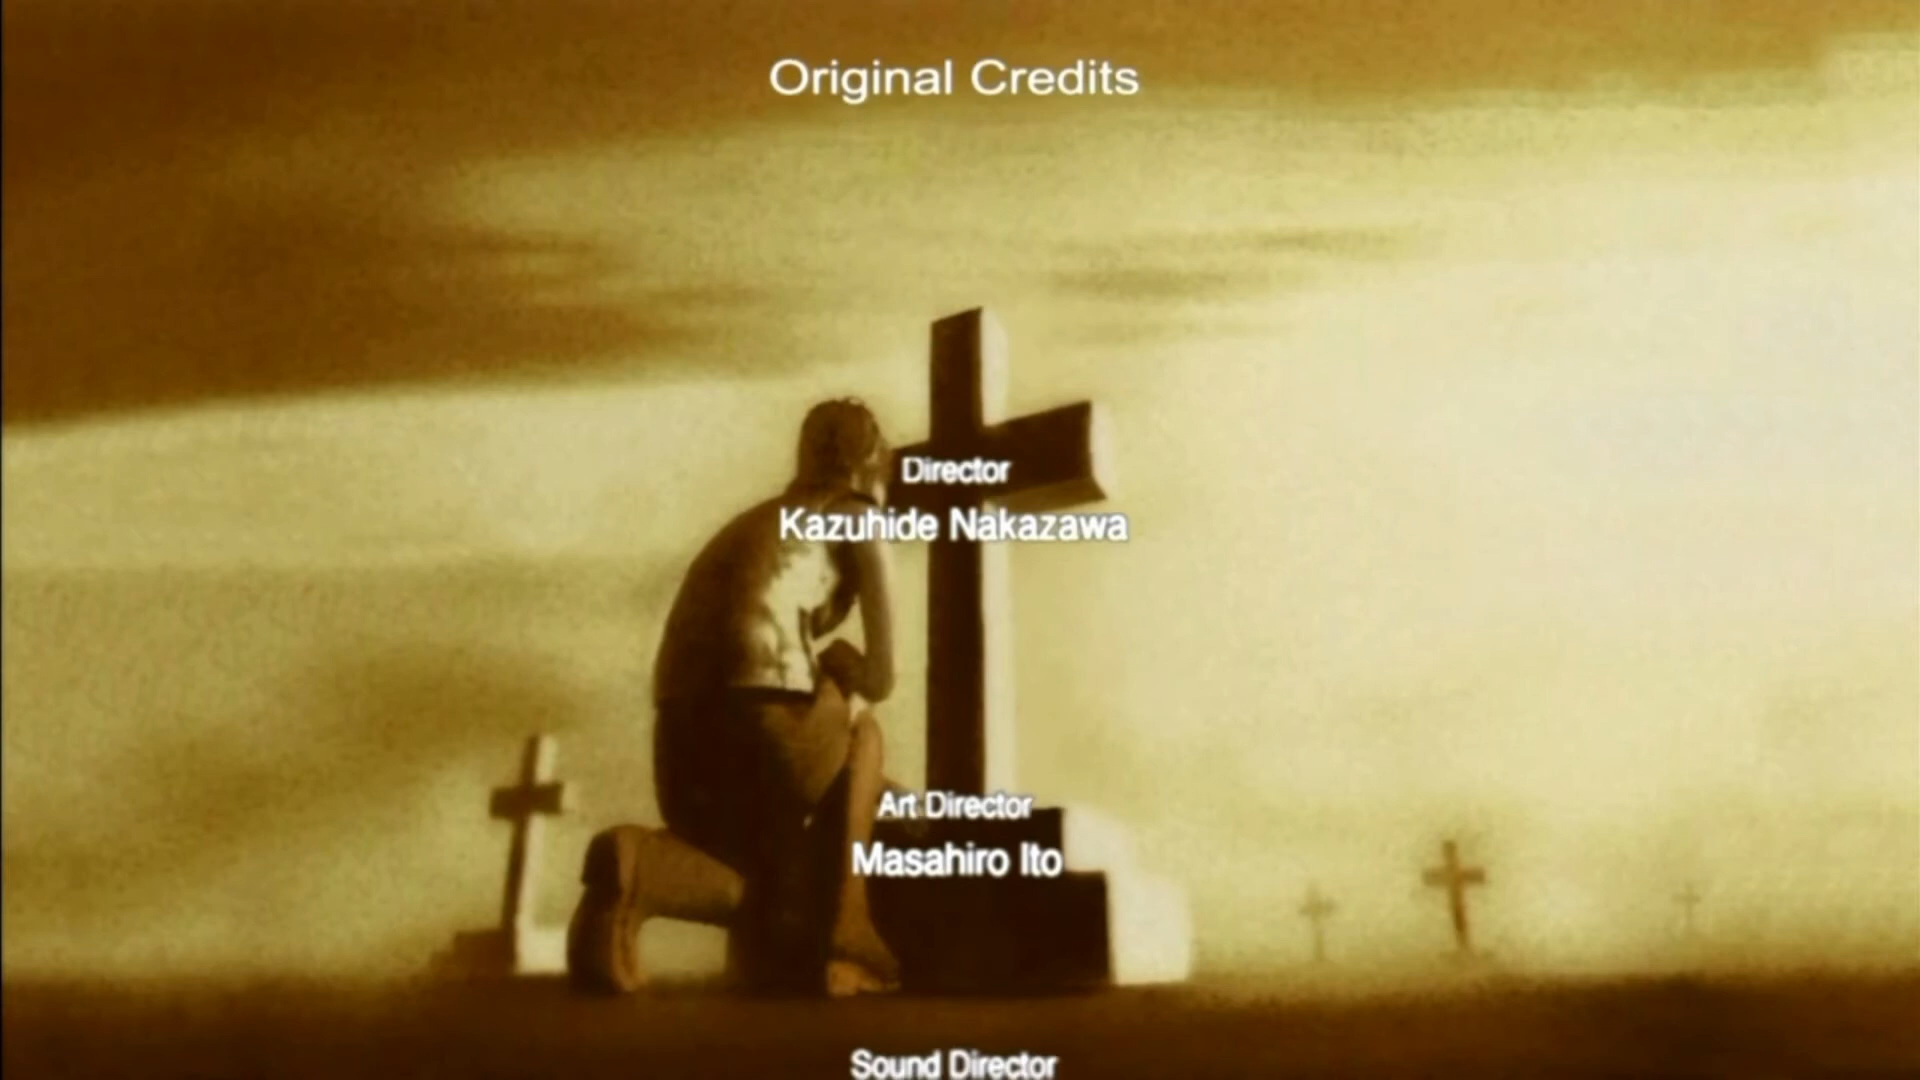 Original Credits
Director
Kazuhide Nakazawa
Art Director
Masahiro Ito
Sound Director